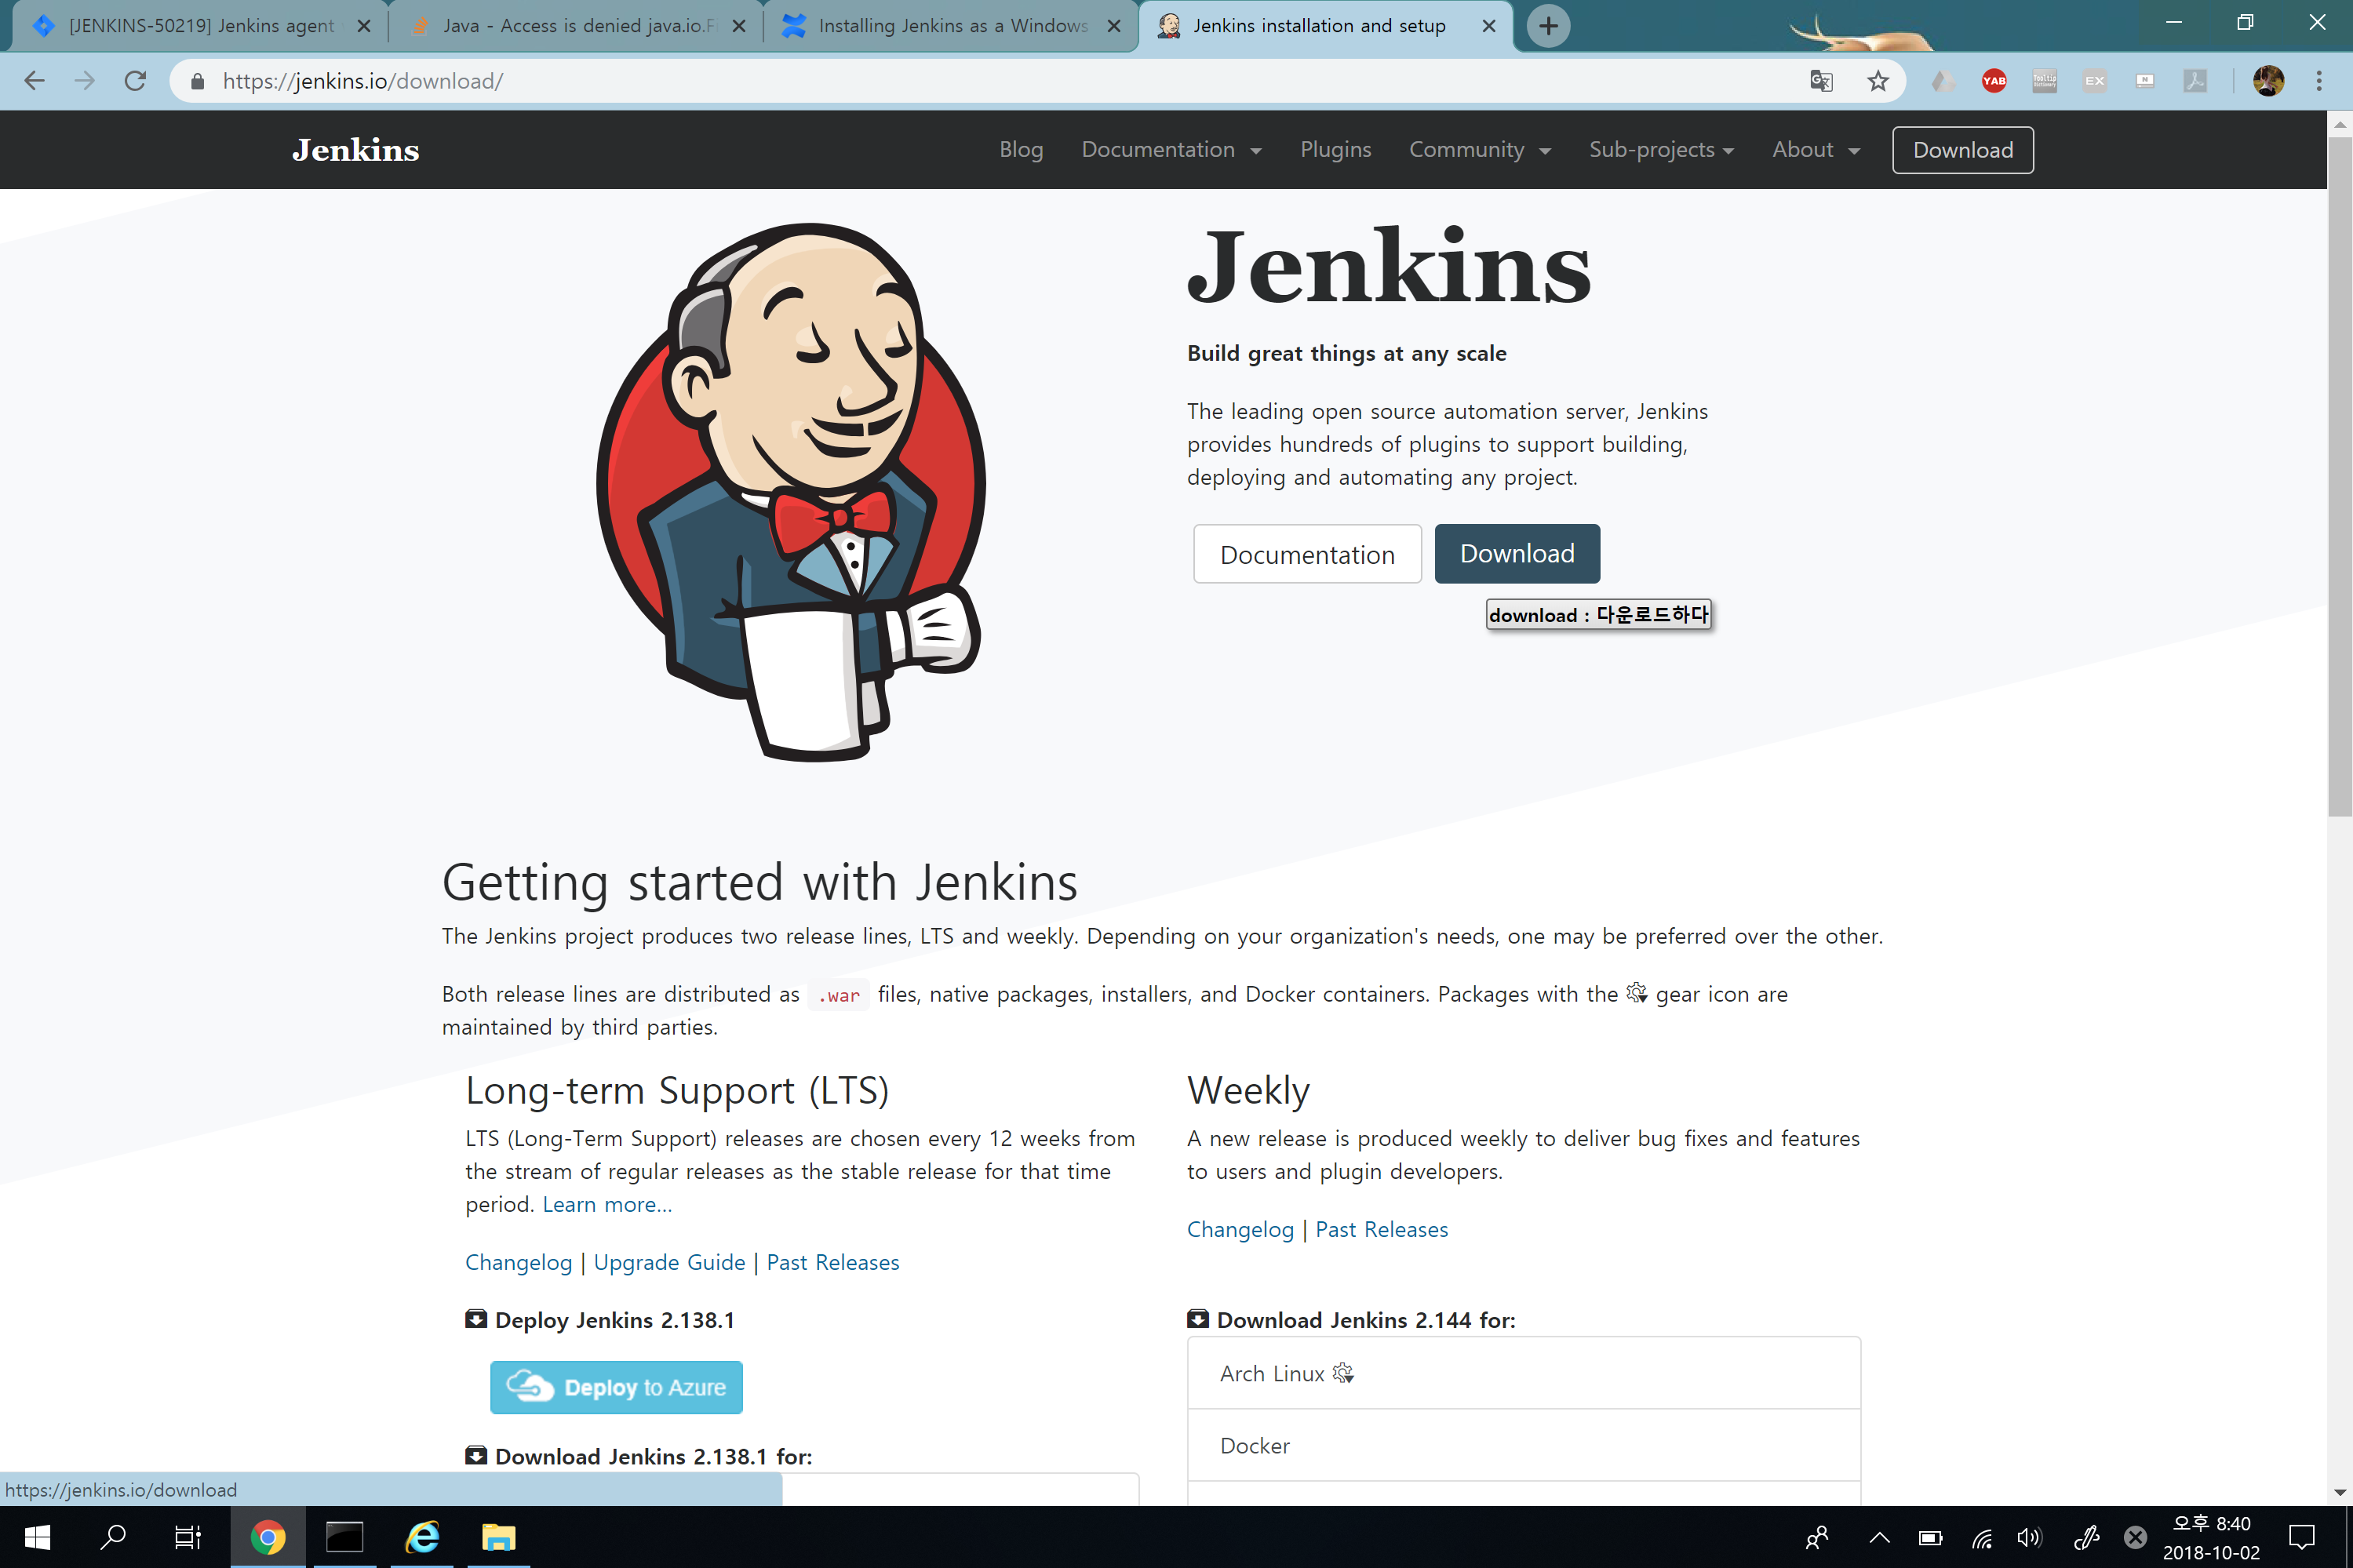 [JENKINS-50219] Jenkins agent
Java - Access is denied java.io.Fi
Installing Jenkins as a Windows
Jenkins installation and setup
https://jenkins.io/download/
YAB
EX
N
Jenkins
Blog
Documentation
Plugins
Community
Sub-projects
About
Download
Jenkins
Build great things at any scale
The leading open source automation server, Jenkins
provides hundreds of plugins to support building,
deploying and automating any project.
Documentation
Download
download : 다운로드하다
Getting started with Jenkins
The Jenkins project produces two release lines, LTS and weekly. Depending on your organization's needs, one may be preferred over the other.
Both release lines are distributed as .war files, native packages, installers, and Docker containers. Packages with the gear icon are
maintained by third parties.
Long-term Support (LTS)
LTS (Long-Term Support) releases are chosen every 12 weeks from
the stream of regular releases as the stable release for that time
period. Learn more...
Changelog | Upgrade Guide | Past Releases
Deploy Jenkins 2.138.1
Deploy to Azure
Download Jenkins 2.138.1 for:
Weekly
A new release is produced weekly to deliver bug fixes and features
to users and plugin developers.
Changelog | Past Releases
Download Jenkins 2.144 for:
Arch Linux
Docker
https://jenkins.io/download
오후 8:40
2018-10-02